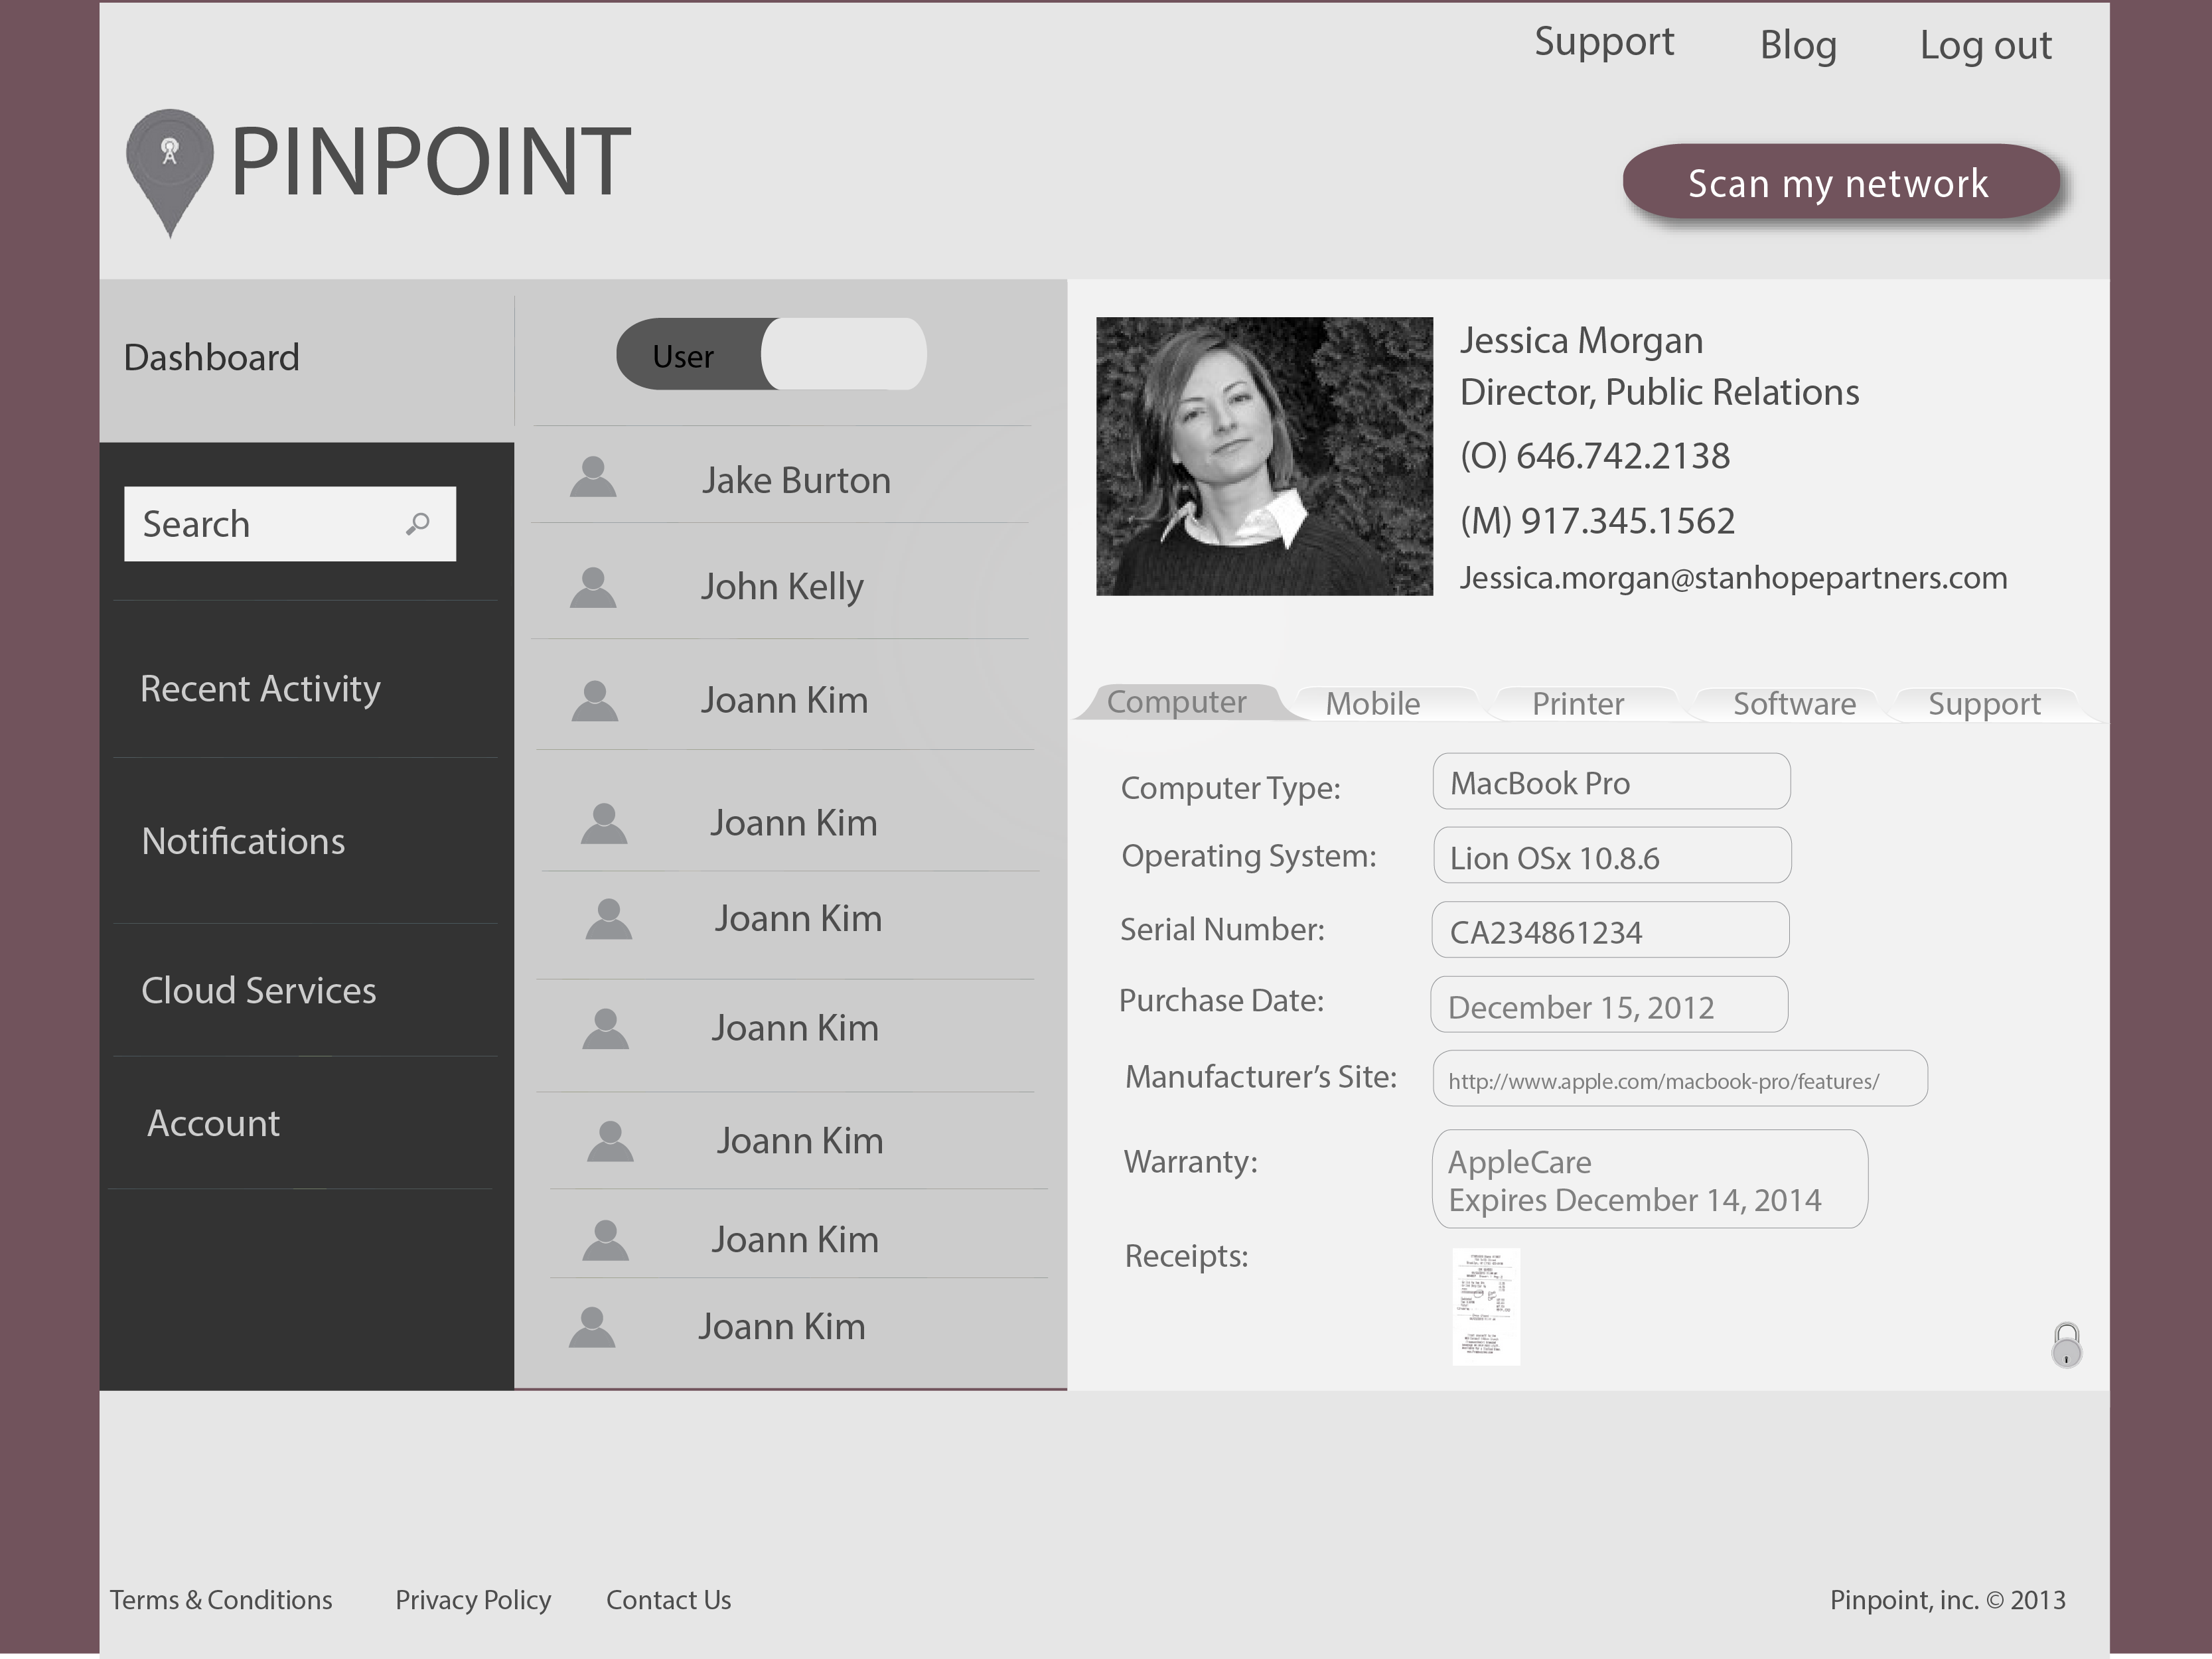 Support Blog Log out
PINPOINT
Scan my network
Dashboard
Search
Recent Activity
Notifications
Cloud Services
Account
User
Jake Burton
John Kelly
Joann Kim
Joann Kim
Joann Kim
Joann Kim
Joann Kim
Joann Kim
Joann Kim
Jessica Morgan
Director, Public Relations
(O) 646.742.2138
(M) 917.345.1562
Jessica.morgan@stanhopepartners.com
Computer Mobile Printer Software Support
Computer Type: MacBook Pro
Operating System: Lion OSx 10.8.6
Serial Number: CA234861234
Purchase Date: December 15, 2012
Manufacturer’s Site: http://www.apple.com/macbook-pro/features/
Warranty: AppleCare
Expires December 14, 2014
Receipts:
Terms & Conditions Privacy Policy Contact Us Pinpoint, inc. © 2013